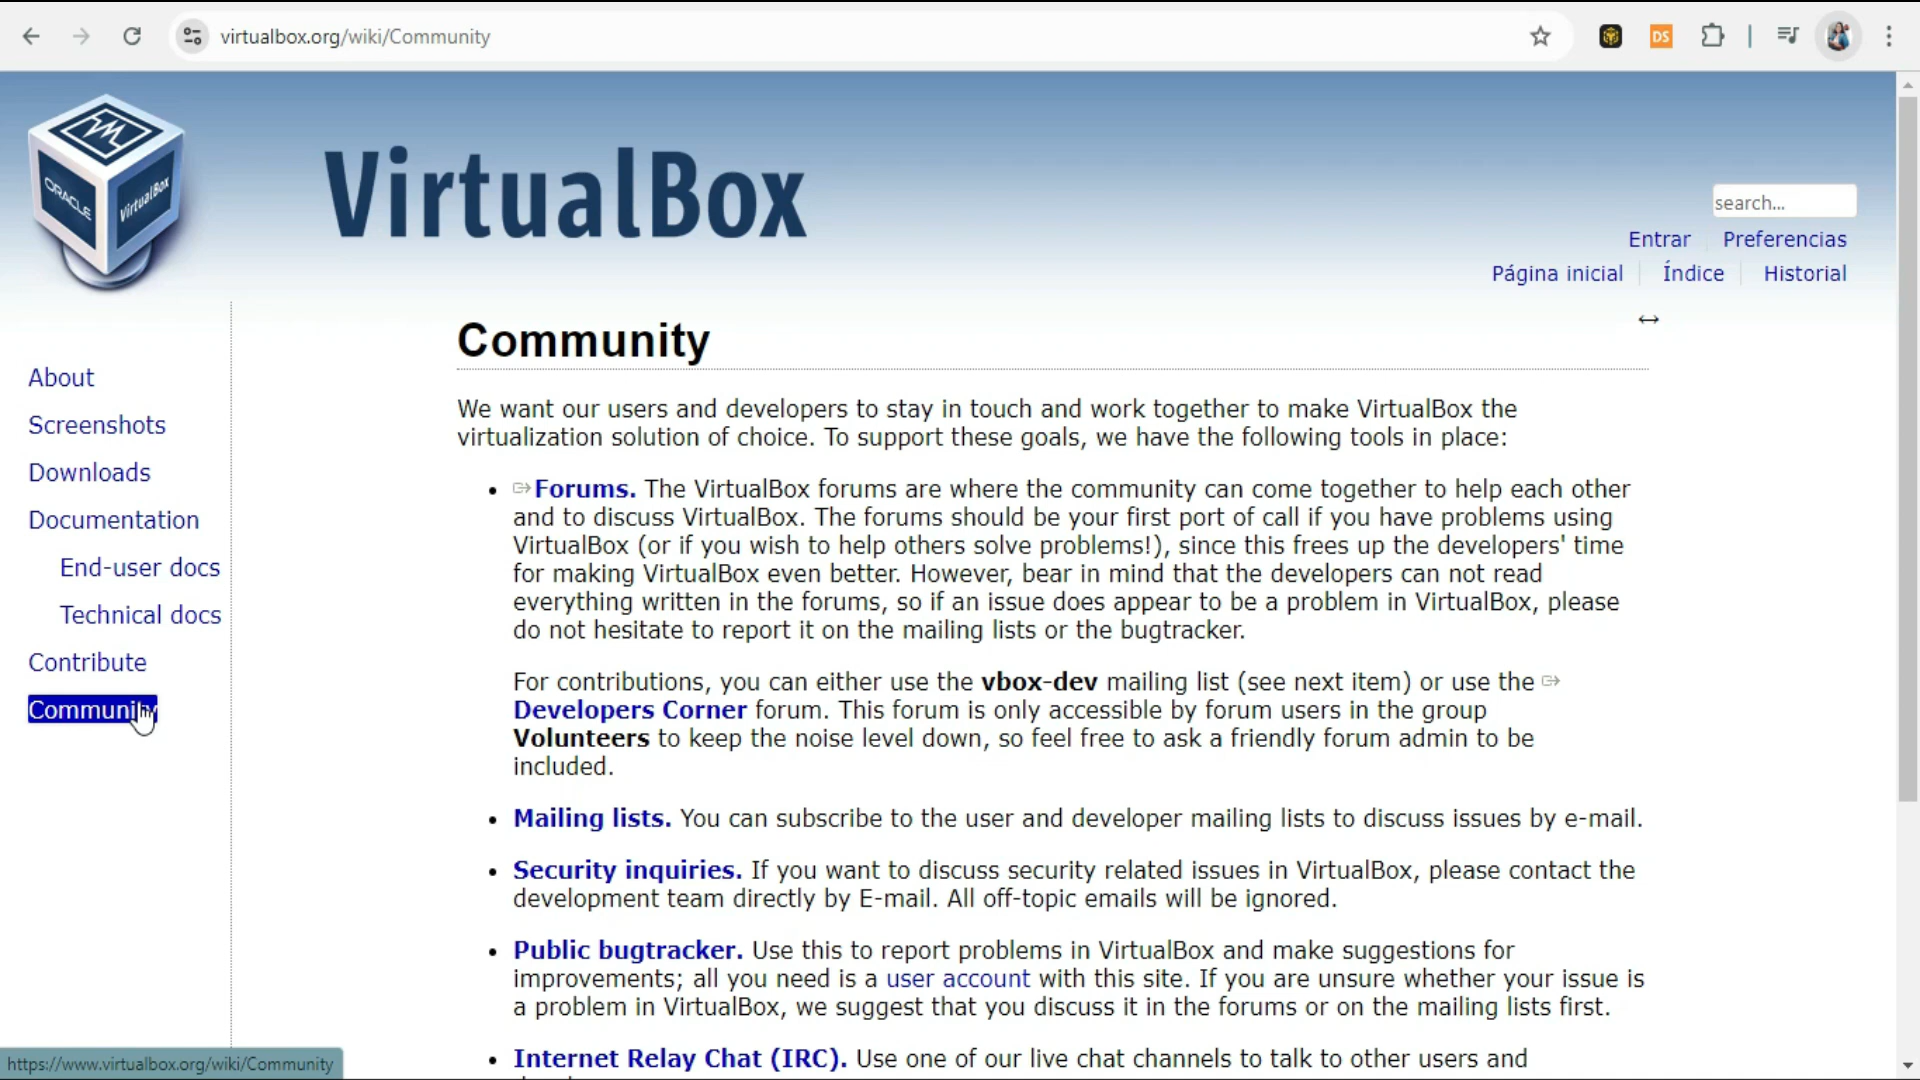 virtualbox.org/wiki/Community
DS
ORACLE
VirtualBox
VirtualBox
search...
Entrar
Preferencias
Página inicial
Índice
Historial
About
Screenshots
Downloads
Documentation
End-user docs
Technical docs
Contribute
Community
Community
We want our users and developers to stay in touch and work together to make VirtualBox the
virtualization solution of choice. To support these goals, we have the following tools in place:
• Forums. The VirtualBox forums are where the community can come together to help each other
and to discuss VirtualBox. The forums should be your first port of call if you have problems using
VirtualBox (or if you wish to help others solve problems!), since this frees up the developers' time
for making VirtualBox even better. However, bear in mind that the developers can not read
everything written in the forums, so if an issue does appear to be a problem in VirtualBox, please
do not hesitate to report it on the mailing lists or the bugtracker.
For contributions, you can either use the vbox-dev mailing list (see next item) or use the
Developers Corner forum. This forum is only accessible by forum users in the group
Volunteers to keep the noise level down, so feel free to ask a friendly forum admin to be
included.
• Mailing lists. You can subscribe to the user and developer mailing lists to discuss issues by e-mail.
• Security inquiries. If you want to discuss security related issues in VirtualBox, please contact the
development team directly by E-mail. All off-topic emails will be ignored.
• Public bugtracker. Use this to report problems in VirtualBox and make suggestions for
improvements; all you need is a user account with this site. If you are unsure whether your issue is
a problem in VirtualBox, we suggest that you discuss it in the forums or on the mailing lists first.
• Internet Relay Chat (IRC). Use one of our live chat channels to talk to other users and
https://www.virtualbox.org/wiki/Community